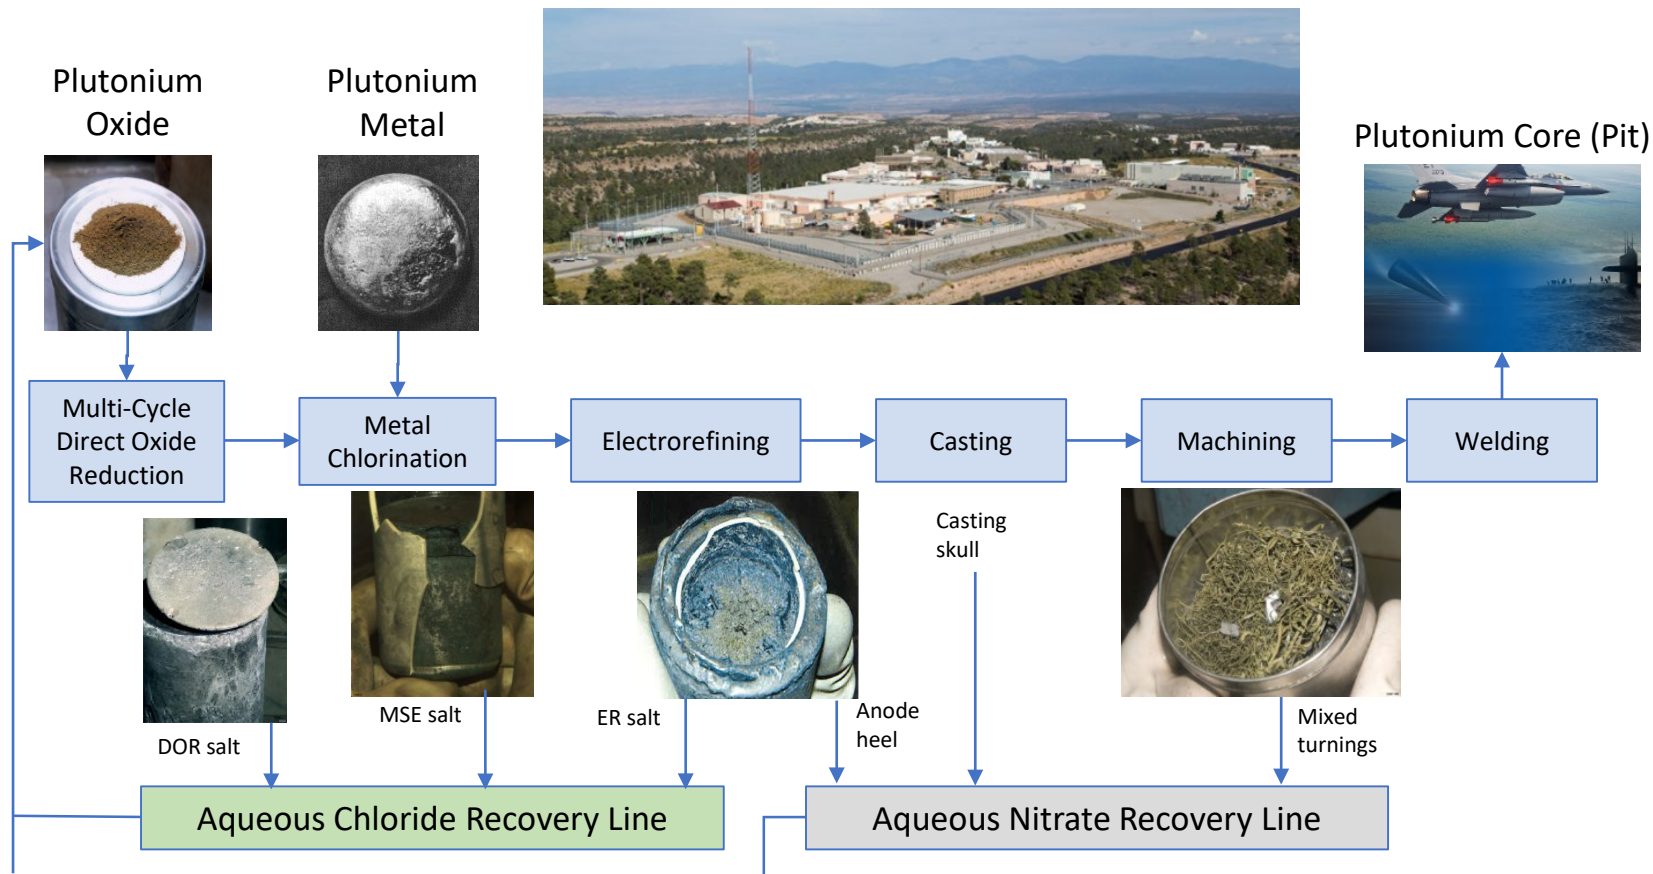 Plutonium
Oxide
Plutonium
Metal
Plutonium Core (Pit)
Multi-Cycle
Direct Oxide
Reduction
Metal
Chlorination
Electrorefining
Casting
Machining
Welding
DOR salt
MSE salt
ER salt
Anode
heel
Casting
skull
Mixed
turnings
Aqueous Chloride Recovery Line
Aqueous Nitrate Recovery Line